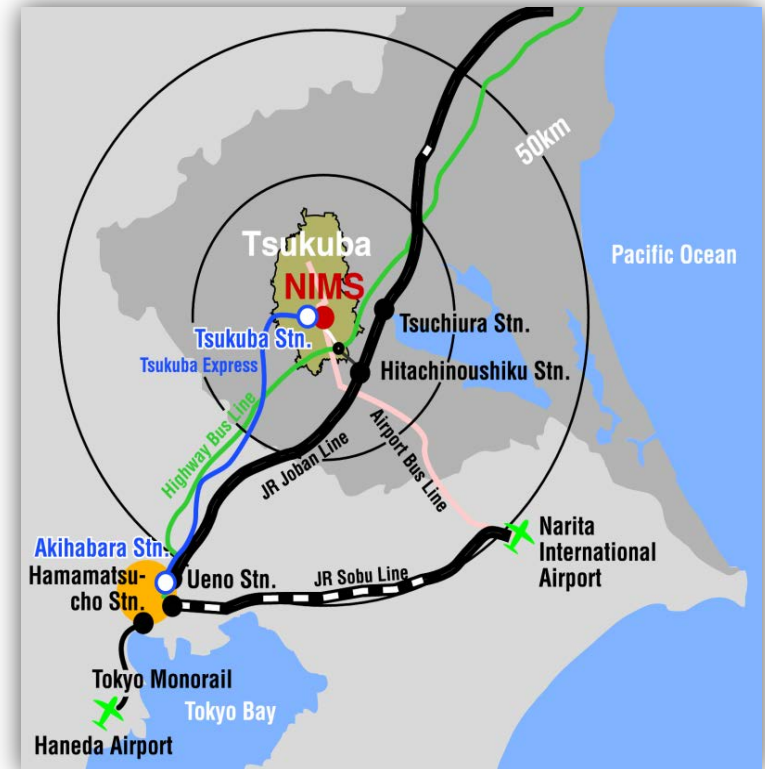 50km
Pacific Ocean
Tsukuba
NIMS
Tsukuba Stn.
Tsuchiura Stn.
Tsukuba Express
Hitachinoushiku Stn.
Highway Bus Line
JR Joban Line
Airport Bus Line
Narita
International
Airport
Akihabara Stn.
Hamamatsu-
cho Stn.
Ueno Stn.
JR Sobu Line
Tokyo Monorail
Tokyo Bay
Haneda Airport